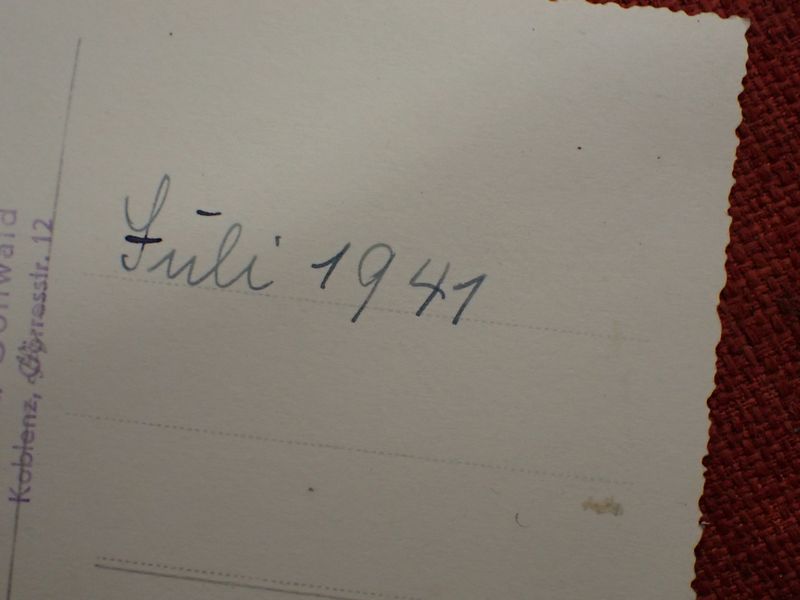 Juli 1941
Koblenz, Görresstr. 12